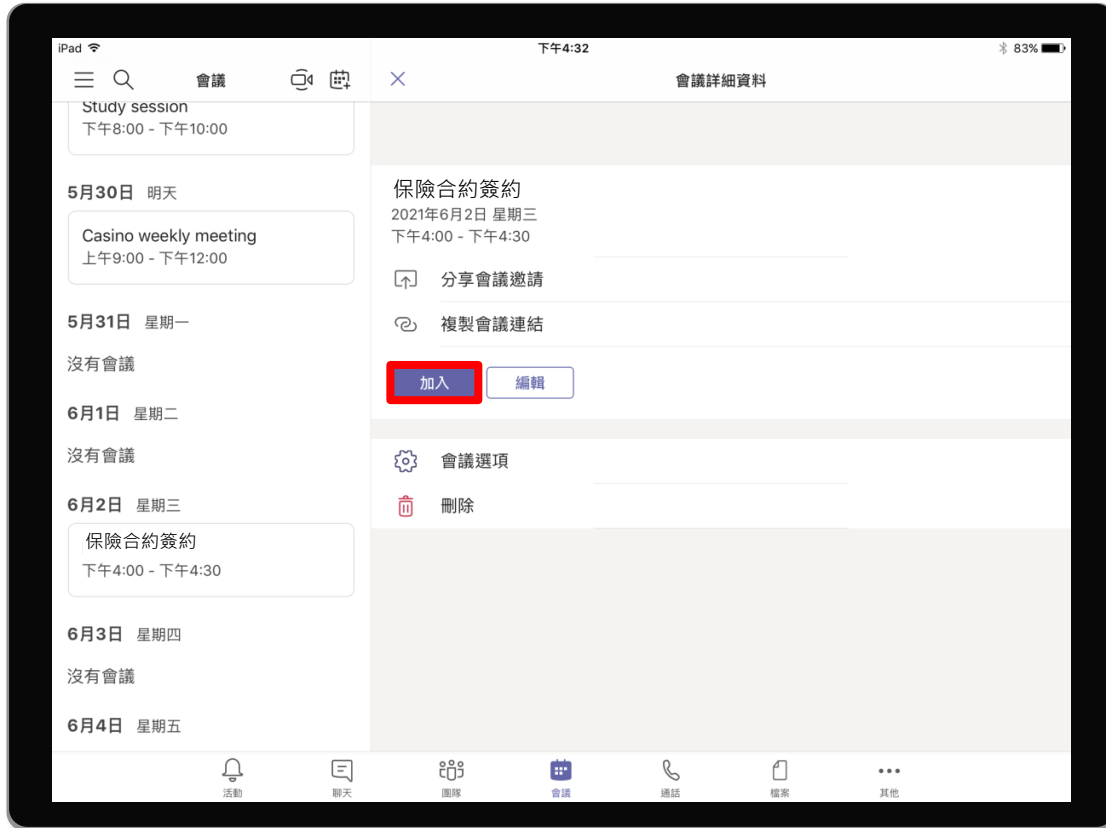 iPad
下午4:32
83%
會議
Study session
下午8:00 - 下午10:00
5月30日 明天
Casino weekly meeting
上午9:00 - 下午12:00
5月31日 星期一
沒有會議
6月1日 星期二
沒有會議
6月2日 星期三
保險合約簽約
下午4:00 - 下午4:30
6月3日 星期四
沒有會議
6月4日 星期五
會議詳細資料
保險合約簽約
2021年6月2日 星期三
下午4:00 - 下午4:30
分享會議邀請
複製會議連結
加入
編輯
會議選項
刪除
活動
聊天
團隊
會議
通話
檔案
其他